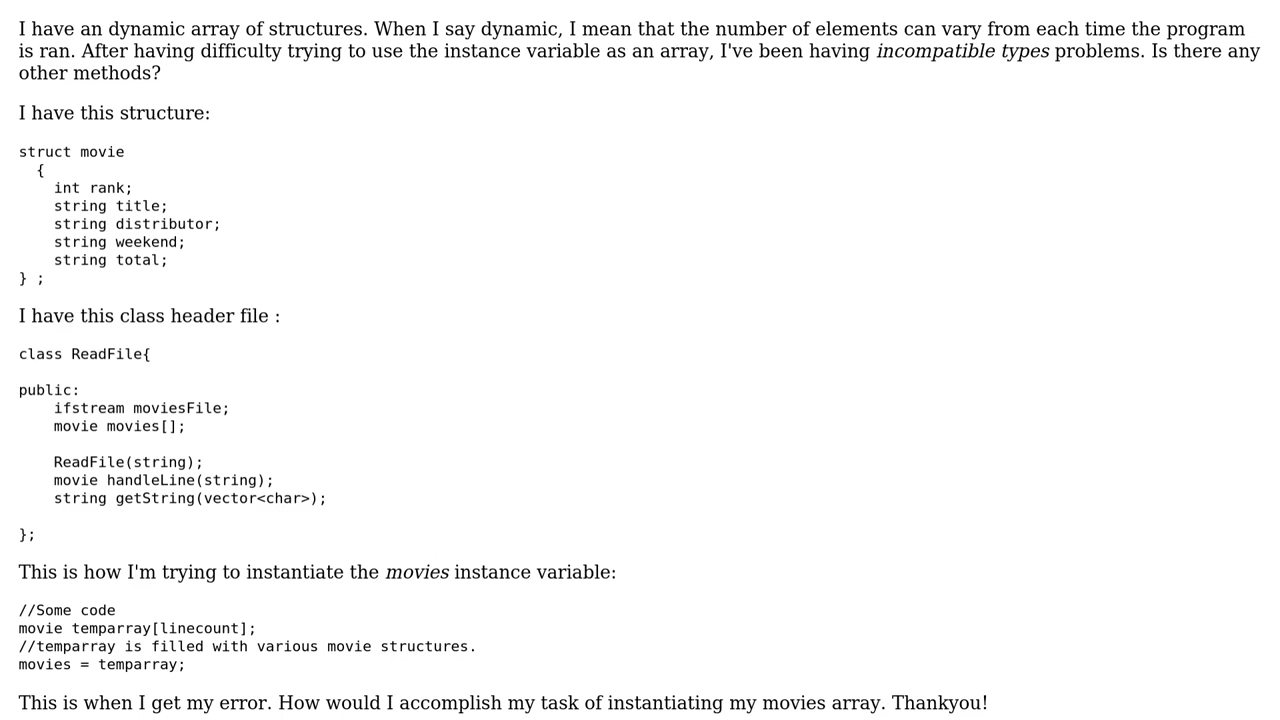 I have an dynamic array of structures. When I say dynamic, I mean that the number of elements can vary from each time the program
is ran. After having difficulty trying to use the instance variable as an array, I've been having incompatible types problems. Is there any
other methods?
I have this structure:
struct movie
  {
    int rank;
    string title;
    string distributor;
    string weekend;
    string total;
} ;
I have this class header file :
class ReadFile{
public:
    ifstream moviesFile;
    movie movies[];
    ReadFile(string);
    movie handleLine(string);
    string getString(vector<char>);
};
This is how I'm trying to instantiate the movies instance variable:
//Some code
movie temparray[linecount];
//temparray is filled with various movie structures.
movies = temparray;
This is when I get my error. How would I accomplish my task of instantiating my movies array. Thankyou!